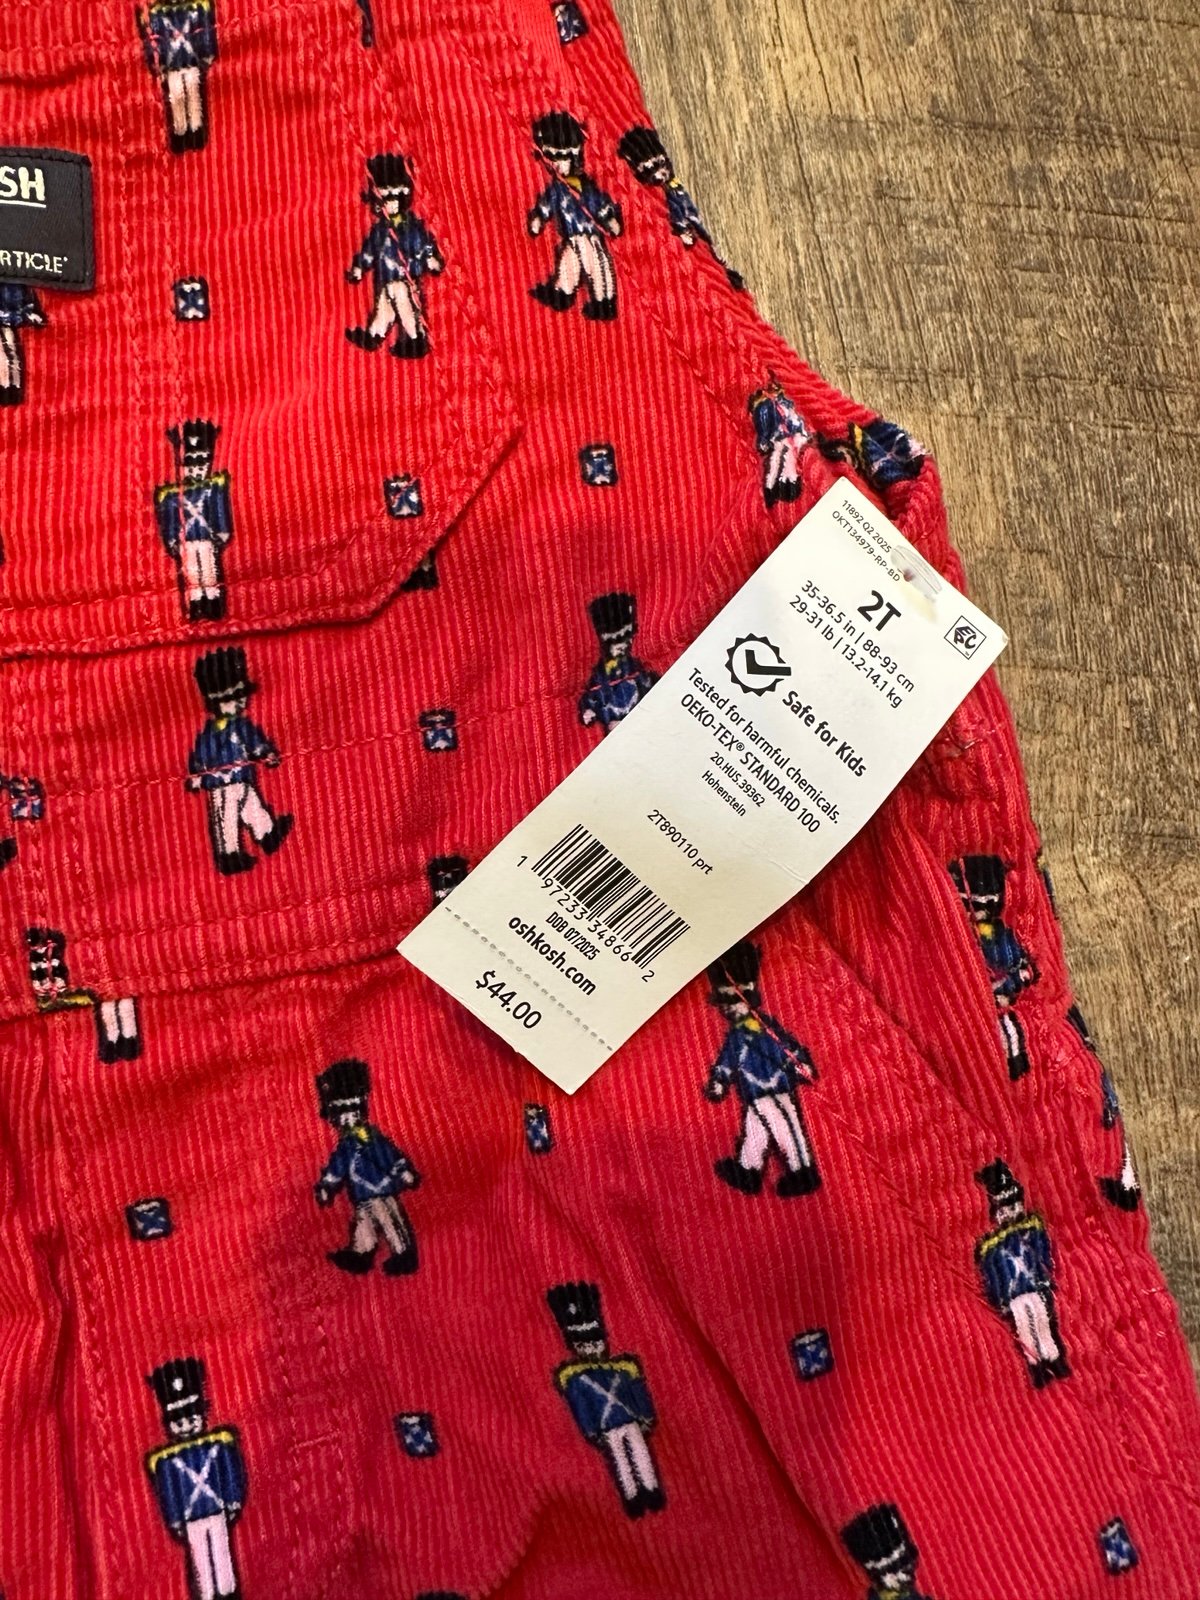 SH
RTICLE
11892 Q2 2025
OKT134979-RP-BD
2T
35-36.5 in | 88-93 cm
29-31 lb | 13.2-14.1 kg
Safe for Kids
Tested for harmful chemicals.
OEKO-TEX® STANDARD 100
20.HUS.39362
Hohenstein
2T890110 prt
1 97233 34866 2
DOB 07/2025
oshkosh.com
$44.00